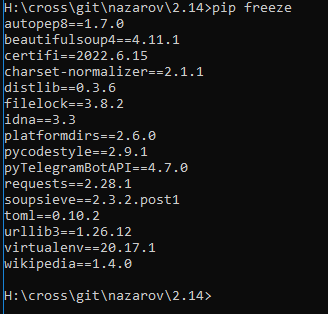 H:\cross\git\nazarov\2.14>pip freeze
autopep8==1.7.0
beautifulsoup4==4.11.1
certifi==2022.6.15
charset-normalizer==2.1.1
distlib==0.3.6
filelock==3.8.2
idna==3.3
platformdirs==2.6.0
pycodestyle==2.9.1
pyTelegramBotAPI==4.7.0
requests==2.28.1
soupsieve==2.3.2.post1
toml==0.10.2
urllib3==1.26.12
virtualenv==20.17.1
wikipedia==1.4.0
H:\cross\git\nazarov\2.14>